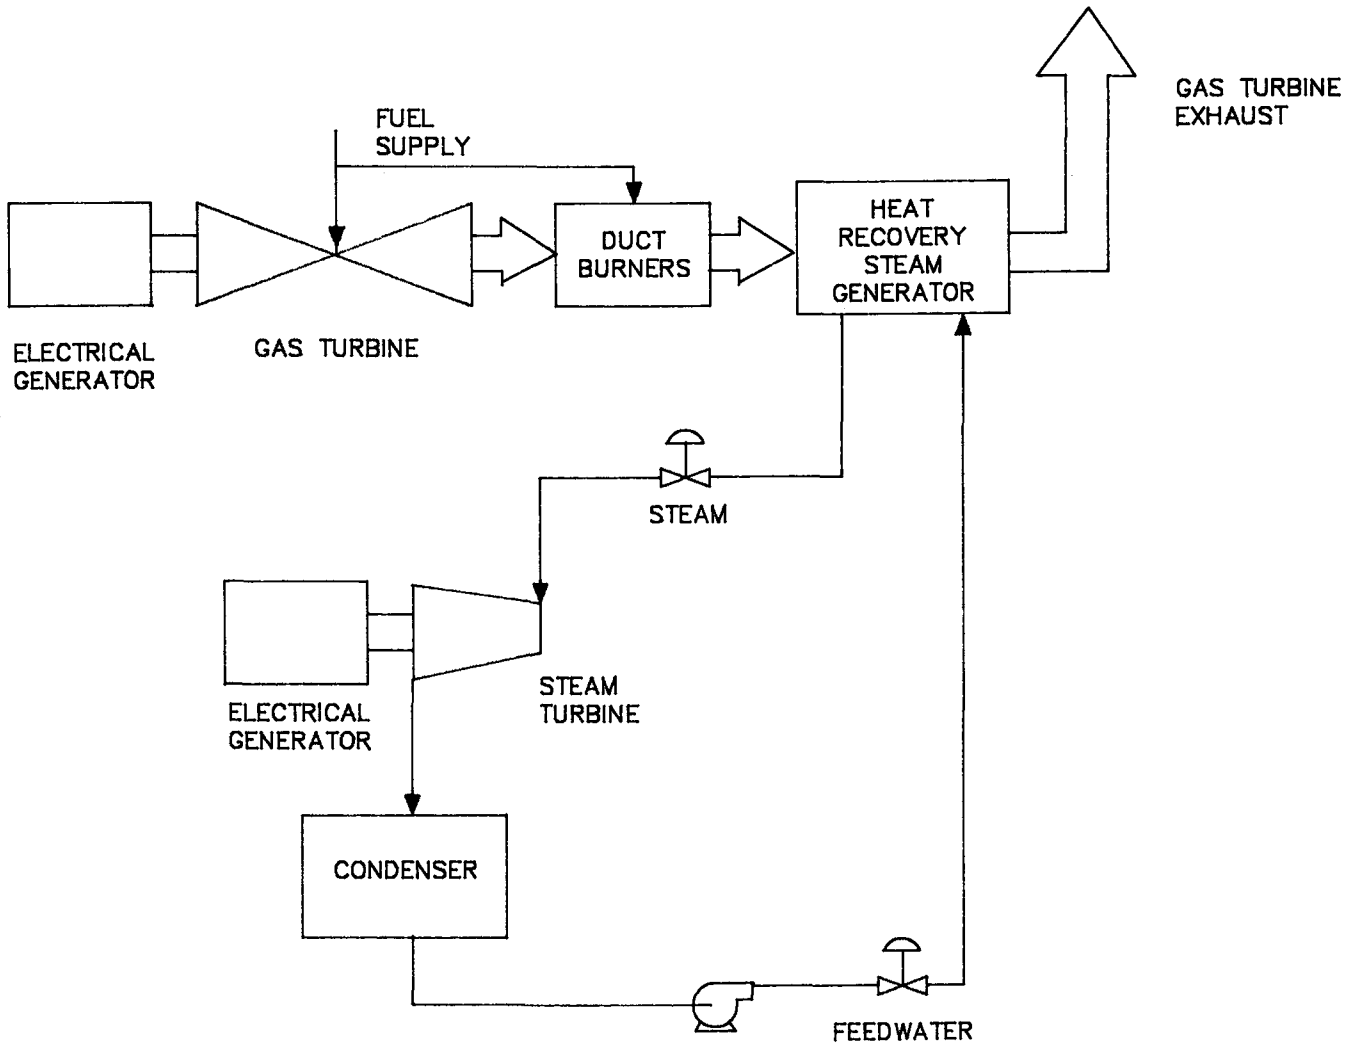 GAS TURBINE
EXHAUST
FUEL
SUPPLY
HEAT
RECOVERY
STEAM
GENERATOR
DUCT
BURNERS
ELECTRICAL
GENERATOR
GAS TURBINE
STEAM
STEAM
TURBINE
ELECTRICAL
GENERATOR
CONDENSER
FEEDWATER